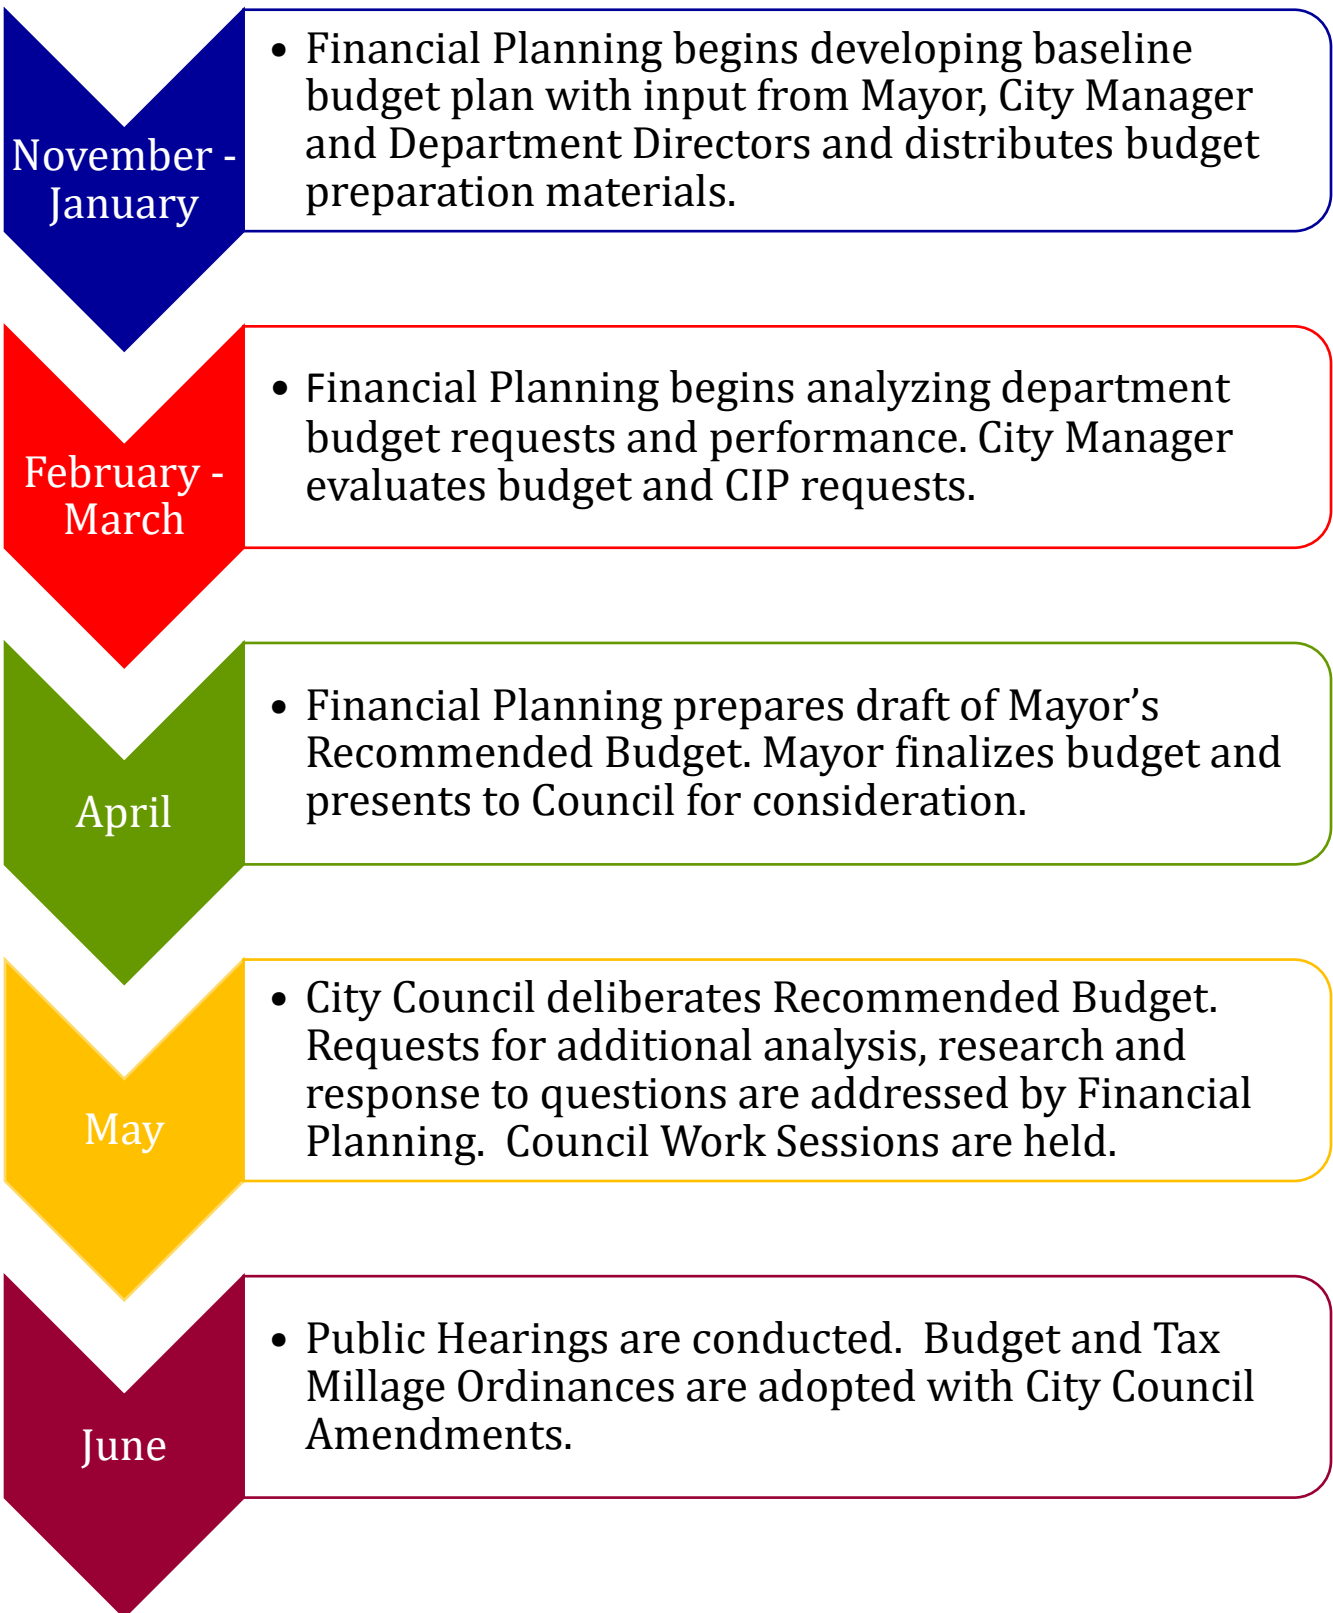 November -
January
• Financial Planning begins developing baseline
budget plan with input from Mayor, City Manager
and Department Directors and distributes budget
preparation materials.
February -
March
• Financial Planning begins analyzing department
budget requests and performance. City Manager
evaluates budget and CIP requests.
April
• Financial Planning prepares draft of Mayor’s
Recommended Budget. Mayor finalizes budget and
presents to Council for consideration.
May
• City Council deliberates Recommended Budget.
Requests for additional analysis, research and
response to questions are addressed by Financial
Planning.  Council Work Sessions are held.
June
• Public Hearings are conducted.  Budget and Tax
Millage Ordinances are adopted with City Council
Amendments.